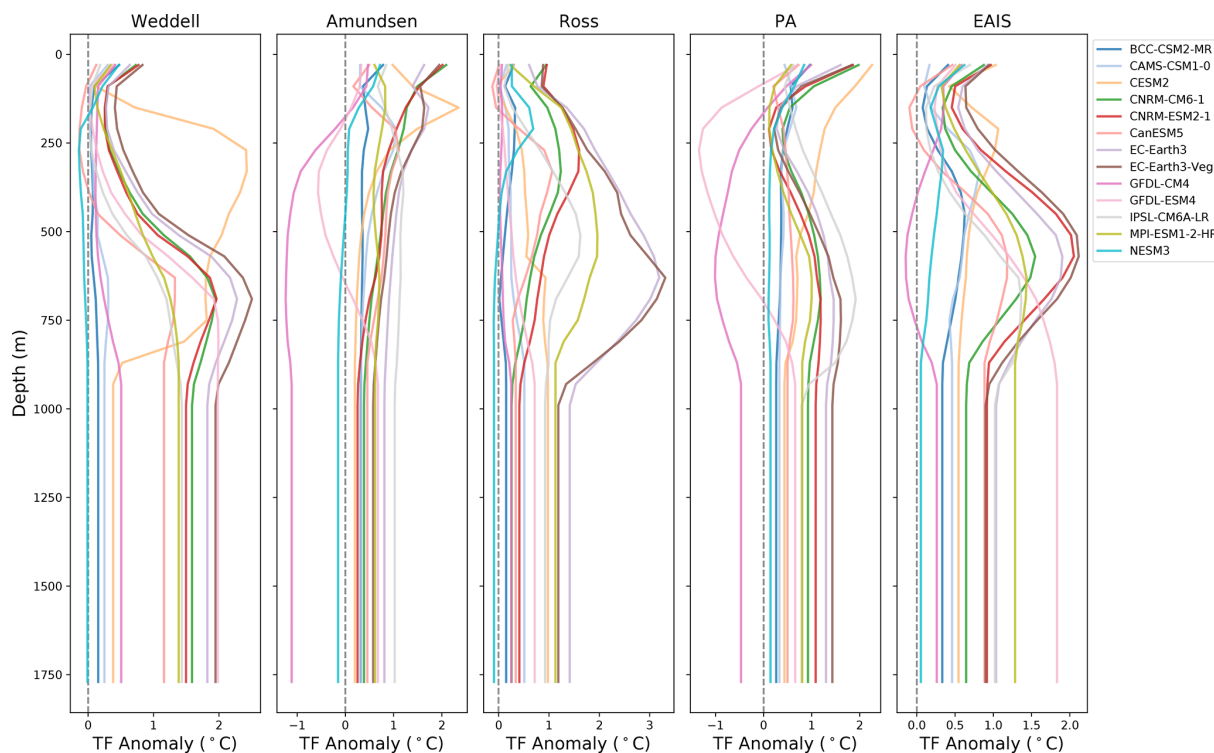 Weddell
Amundsen
Ross
PA
EAIS
0
250
500
750
1000
1250
1500
1750
Depth (m)
0 1 2
−1 0 1 2
0 1 2 3
−1 0 1 2
0.0 0.5 1.0 1.5 2.0
TF Anomaly (°C)
TF Anomaly (°C)
TF Anomaly (°C)
TF Anomaly (°C)
TF Anomaly (°C)
BCC-CSM2-MR
CAMS-CSM1-0
CESM2
CNRM-CM6-1
CNRM-ESM2-1
CanESM5
EC-Earth3
EC-Earth3-Veg
GFDL-CM4
GFDL-ESM4
IPSL-CM6A-LR
MPI-ESM1-2-HR
NESM3